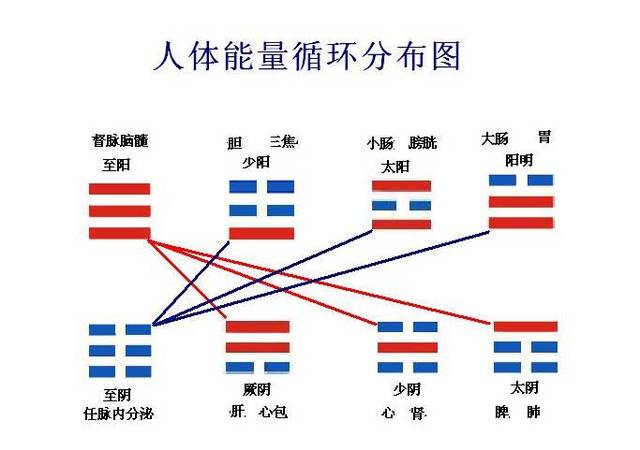 人体能量循环分布图
督脉脑髓 胆 三焦 小肠 膀胱 大肠 胃
至阳 少阳 太阳 阳明
至阴 厥阴 少阴 太阴
任脉内分泌 肝 心包 心 肾 脾 肺